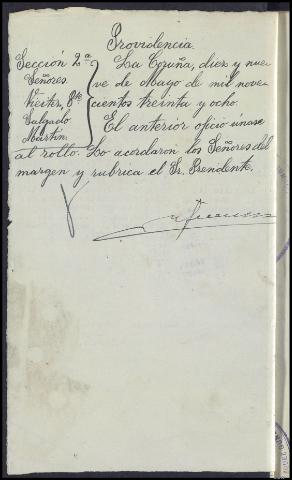 Providencia.
Sección 2ª
Señores.
Vieites, Pte
Salgado
Martín.
La Coruña, diez y nue-
ve de Mayo de mil nove-
cientos treinta y ocho.
El anterior oficio únase
al rollo. Lo acordaron los Señores del
margen y rubrica el Sr. Presidente.